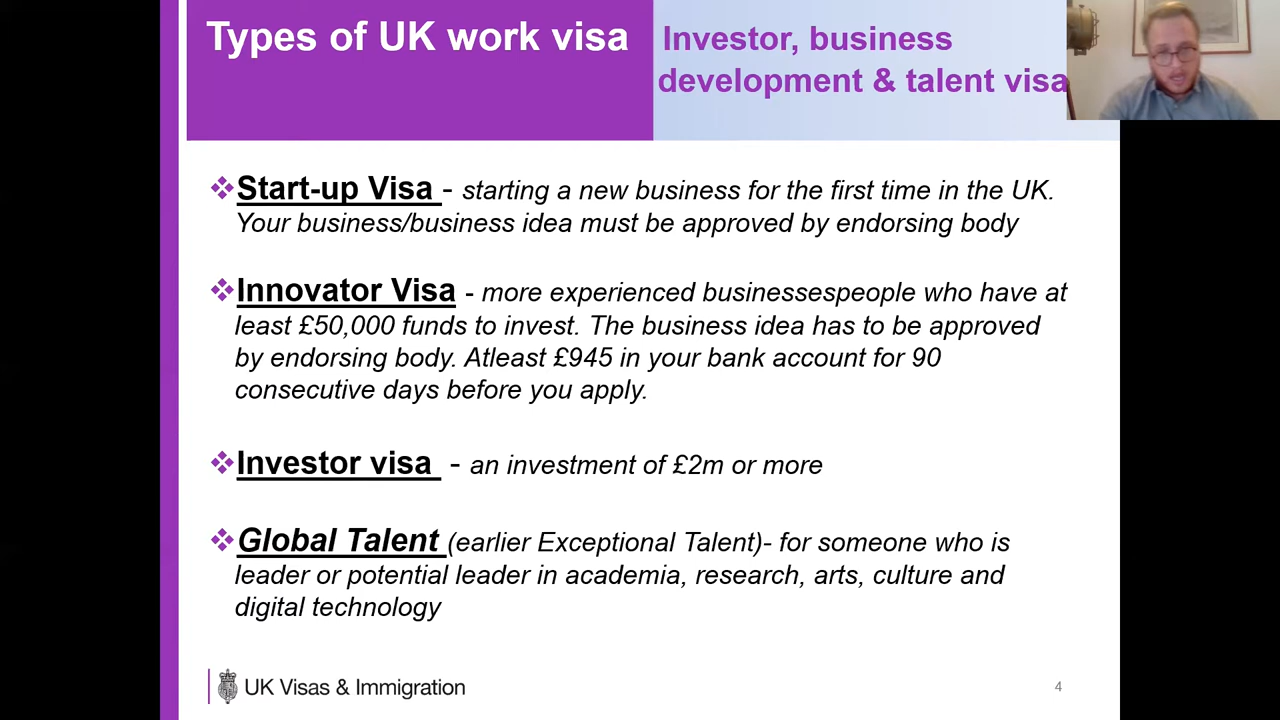 Types of UK work visa
Investor, business
development & talent visa
❖Start-up Visa - starting a new business for the first time in the UK.
Your business/business idea must be approved by endorsing body
❖Innovator Visa - more experienced businessespeople who have at
least £50,000 funds to invest. The business idea has to be approved
by endorsing body. Atleast £945 in your bank account for 90
consecutive days before you apply.
❖Investor visa - an investment of £2m or more
❖Global Talent (earlier Exceptional Talent)- for someone who is
leader or potential leader in academia, research, arts, culture and
digital technology
UK Visas & Immigration
4